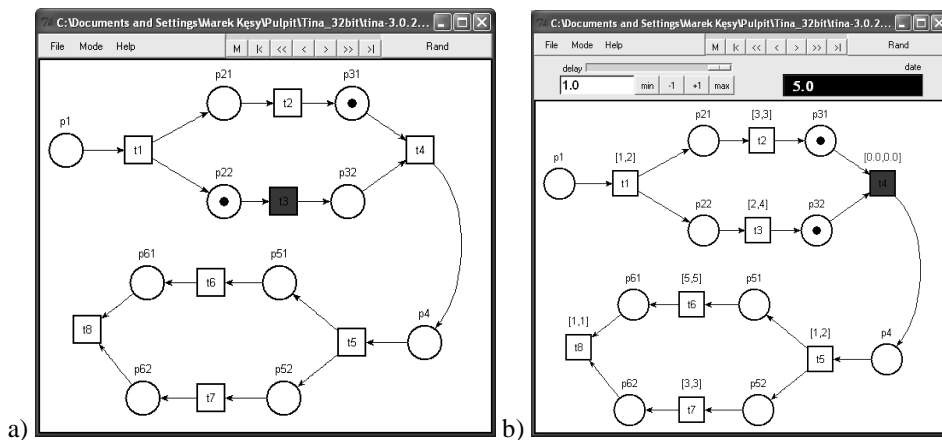 C:\Documents and Settings\Marek Kęsy\Pulpit\Tina_32bit\tina-3.0.2...
File Mode Help M |< << < > >> >| Rand
p21 p31
t2
p1
t1 t4
p22 p32
t3
p61 p51
t6
t8
p4
t5
p62 p52
t7
a)
C:\Documents and Settings\Marek Kęsy\Pulpit\Tina_32bit\tina-3.0.2...
File Mode Help M |< << < > >> >| Rand
delay date
1.0 min -1 +1 max 5.0
p21 [3,3] p31
t2
p1 [1,2] [0.0,0.0]
t1 t4
p22 [2,4] p32
t3
p61 [5,5] p51
t6
[1,1] [1,2] p4
t8 t5
p62 [3,3] p52
t7
b)